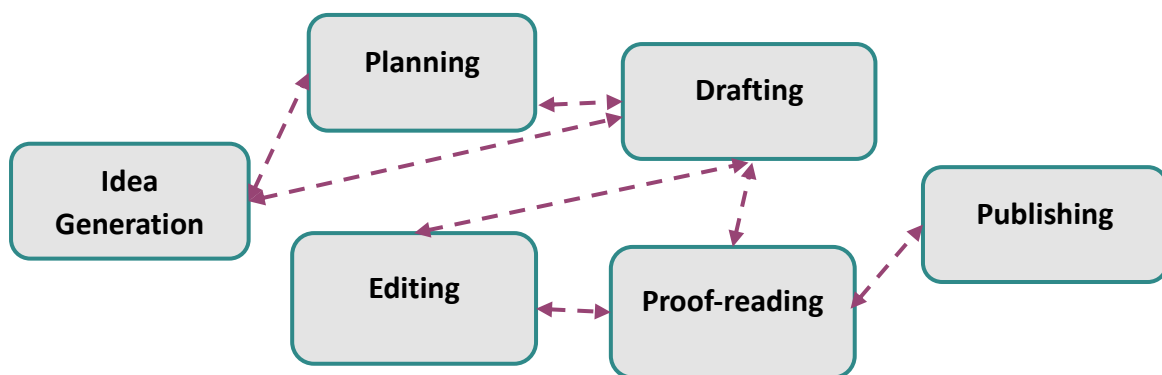 Planning
Drafting
Idea
Generation
Publishing
Editing
Proof-reading